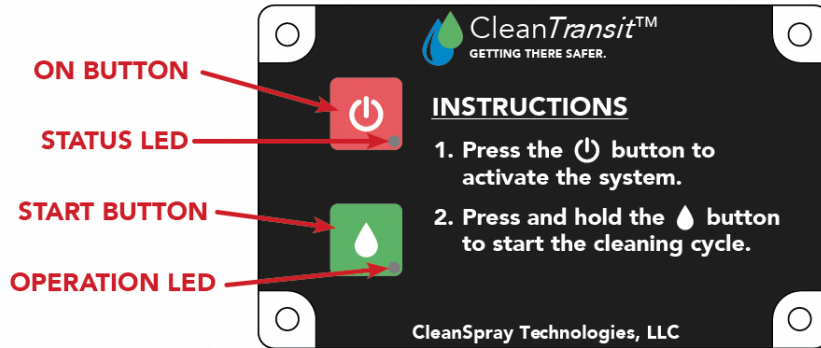 CleanTransit™
GETTING THERE SAFER.
ON BUTTON
STATUS LED
START BUTTON
OPERATION LED
INSTRUCTIONS
1. Press the button to
activate the system.
2. Press and hold the button
to start the cleaning cycle.
CleanSpray Technologies, LLC